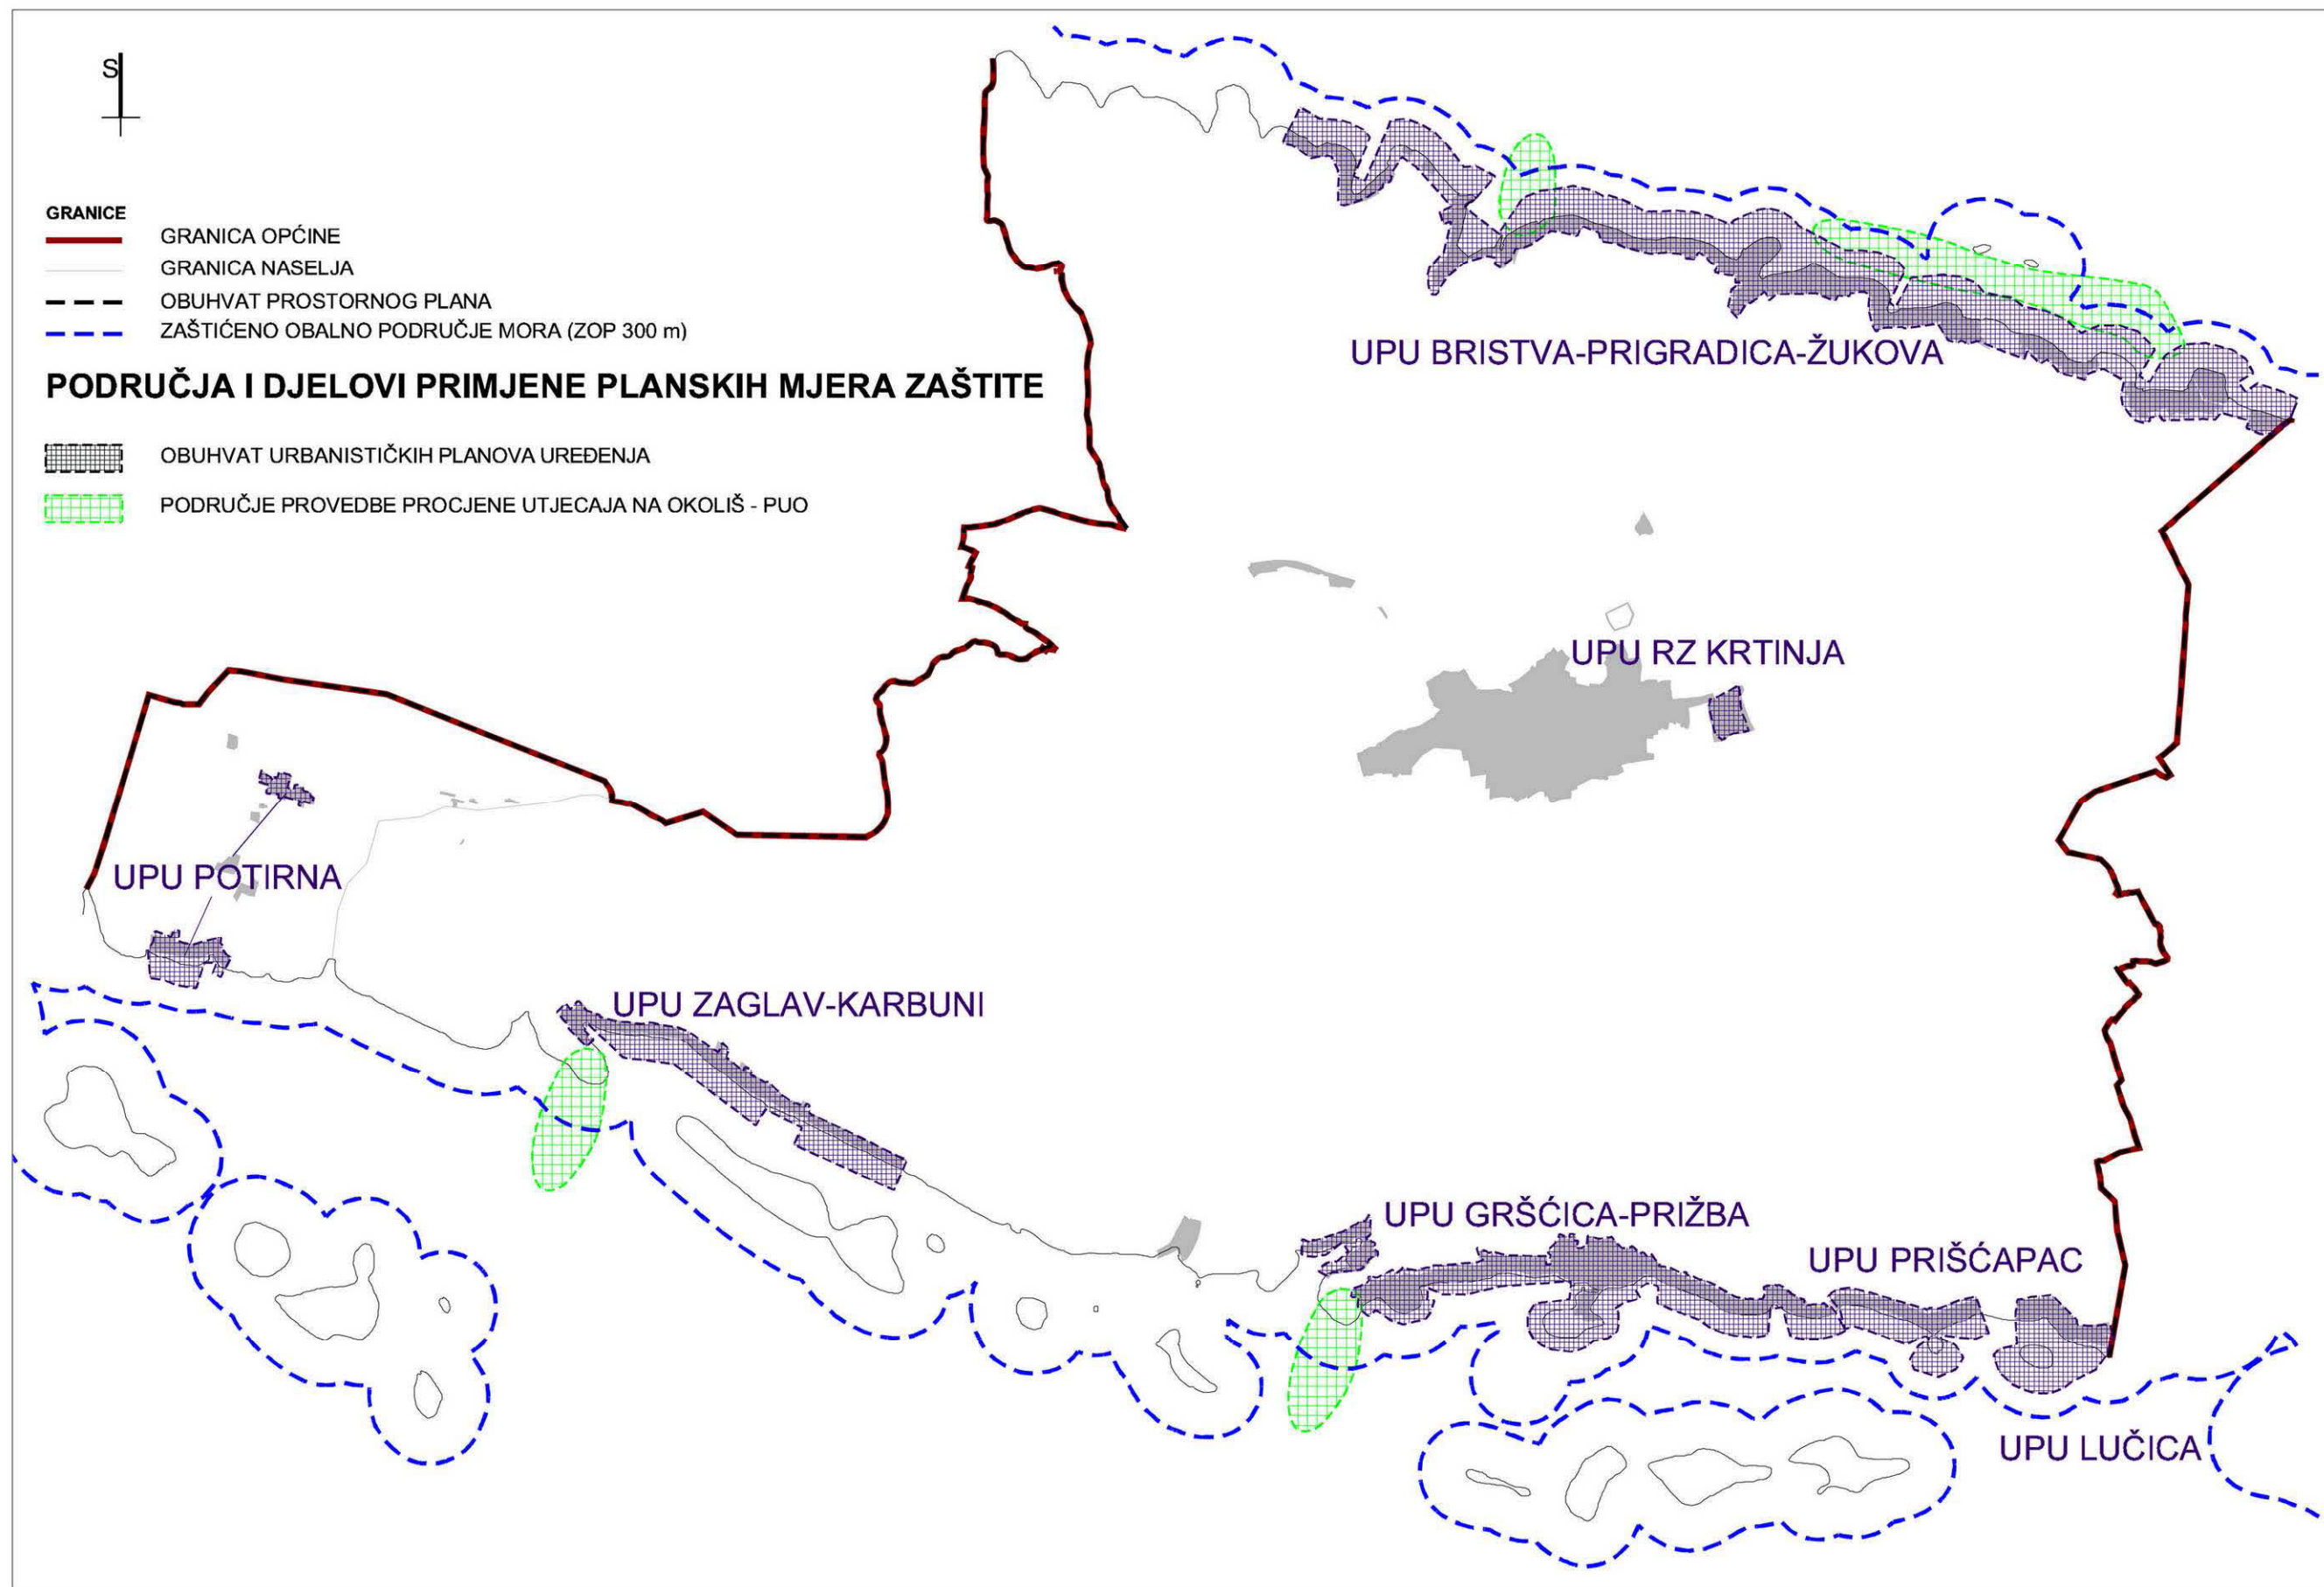 S
GRANICE
GRANICA OPĆINE
GRANICA NASELJA
OBUHVAT PROSTORNOG PLANA
ZAŠTIĆENO OBALNO PODRUČJE MORA (ZOP 300 m)
PODRUČJA I DJELOVI PRIMJENE PLANSKIH MJERA ZAŠTITE
OBUHVAT URBANISTIČKIH PLANOVA UREĐENJA
PODRUČJE PROVEDBE PROCJENE UTJECAJA NA OKOLIŠ - PUO
UPU BRISTVA-PRIGRADICA-ŽUKOVA
UPU RZ KRTINJA
UPU POTIRNA
UPU ZAGLAV-KARBUNI
UPU GRŠĆICA-PRIŽBA
UPU PRIŠĆAPAC
UPU LUČICA